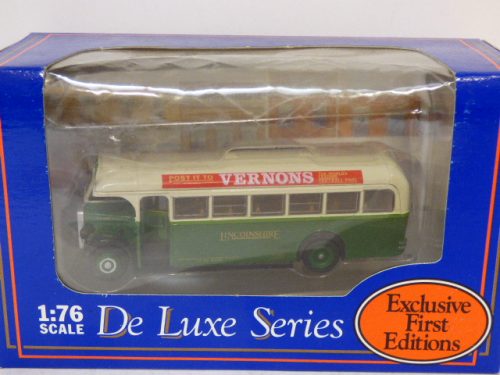 POST IT TO VERNONS
LINCOLNSHIRE
1:76
SCALE
De Luxe Series
Exclusive
First
Editions